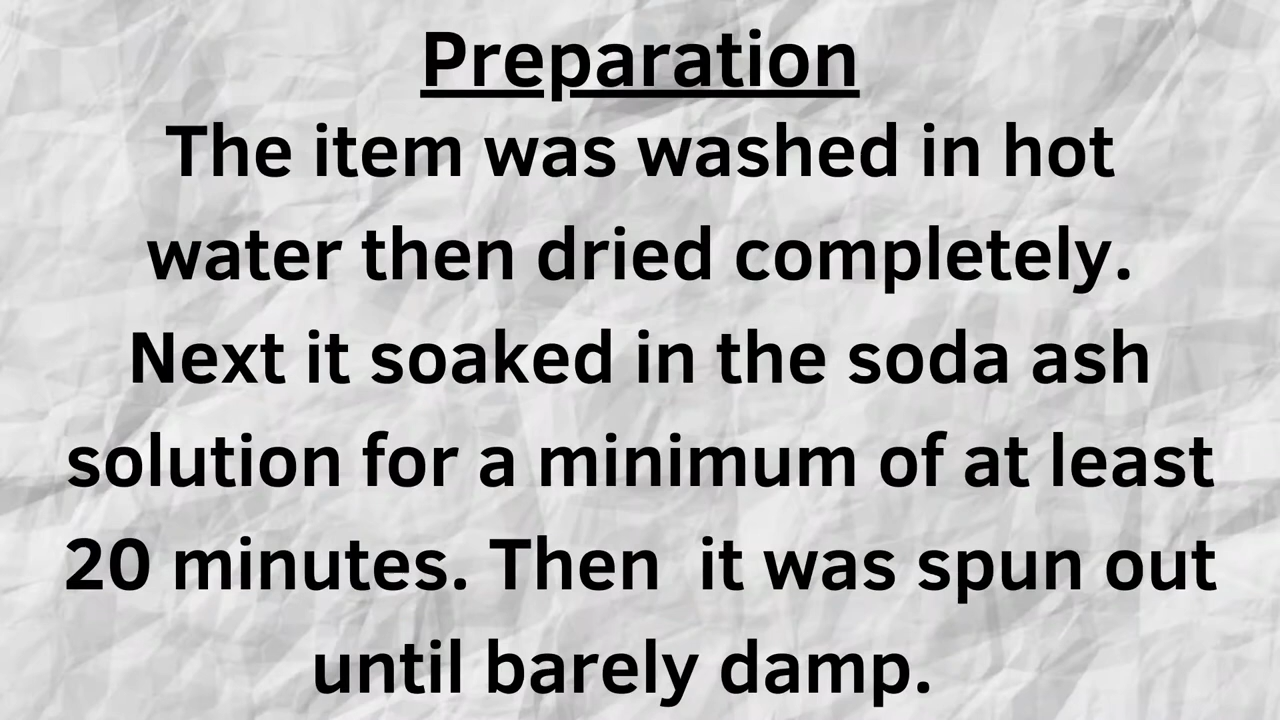 Preparation
The item was washed in hot
water then dried completely.
Next it soaked in the soda ash
solution for a minimum of at least
20 minutes. Then  it was spun out
until barely damp.